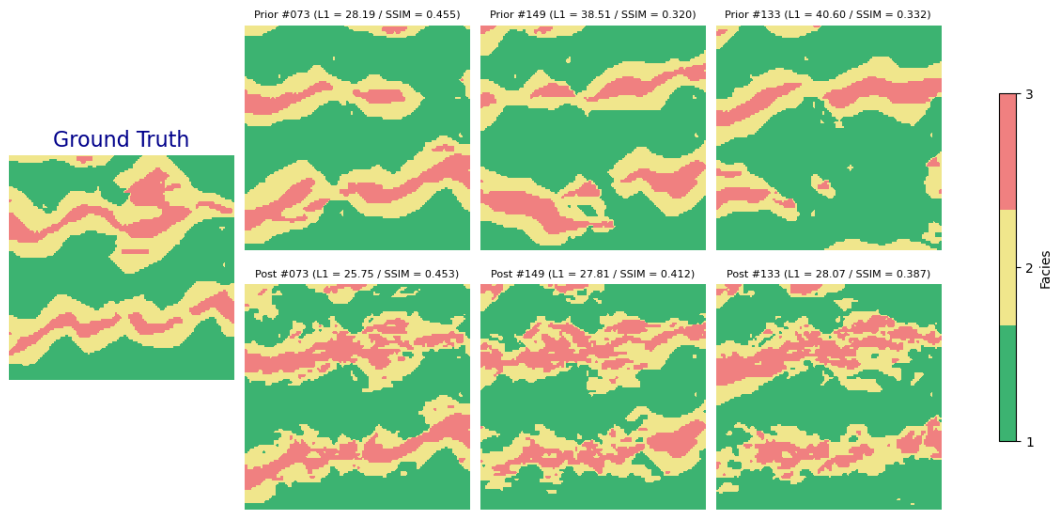 Prior #073 (L1 = 28.19 / SSIM = 0.455)
Prior #149 (L1 = 38.51 / SSIM = 0.320)
Prior #133 (L1 = 40.60 / SSIM = 0.332)
Ground Truth
Post #073 (L1 = 25.75 / SSIM = 0.453)
Post #149 (L1 = 27.81 / SSIM = 0.412)
Post #133 (L1 = 28.07 / SSIM = 0.387)
3
2
1
Facies